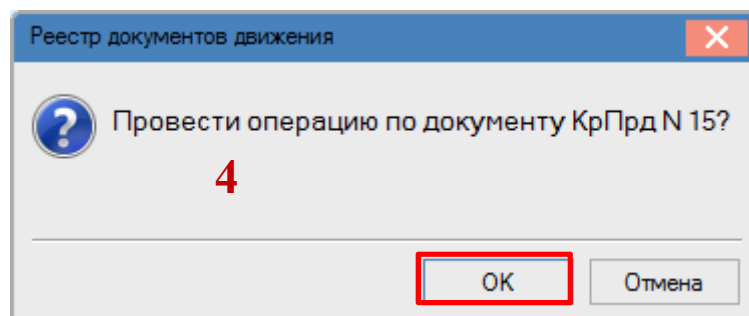 Реестр документов движения
Провести операцию по документу КрПрд N 15?
4
ОК
Отмена